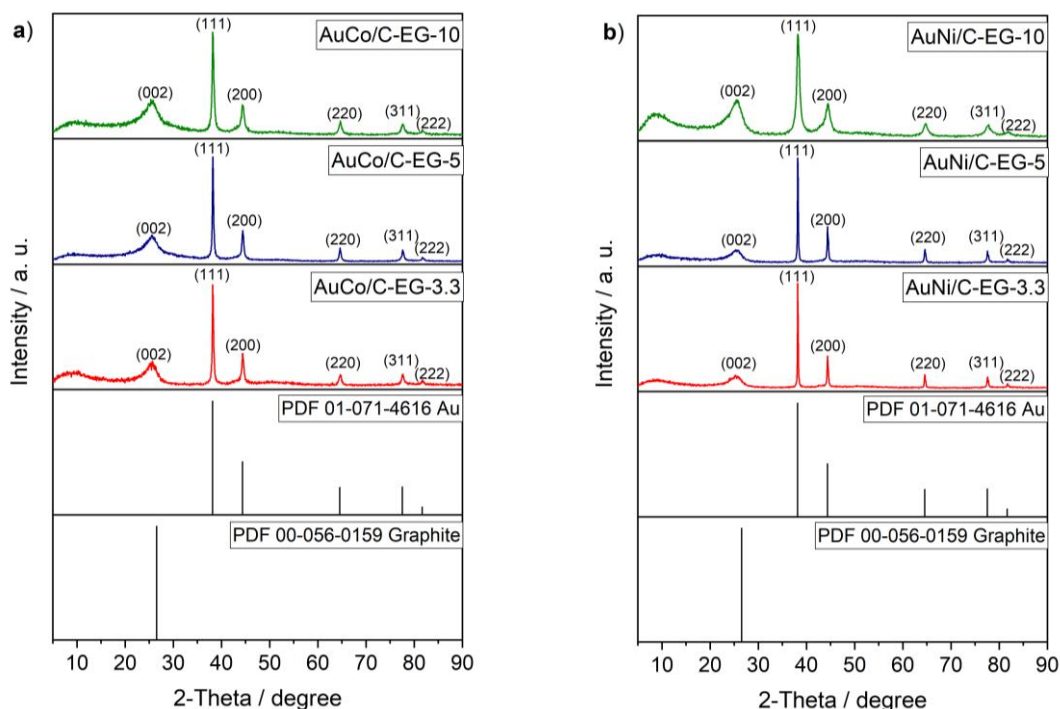 a)
Intensity / a. u.
AuCo/C-EG-10
(002) (111) (200) (220) (311) (222)
AuCo/C-EG-5
(002) (111) (200) (220) (311) (222)
AuCo/C-EG-3.3
(002) (111) (200) (220) (311) (222)
PDF 01-071-4616 Au
PDF 00-056-0159 Graphite
10 20 30 40 50 60 70 80 90
2-Theta / degree
b)
Intensity / a. u.
AuNi/C-EG-10
(002) (111) (200) (220) (311) (222)
AuNi/C-EG-5
(002) (111) (200) (220) (311) (222)
AuNi/C-EG-3.3
(002) (111) (200) (220) (311) (222)
PDF 01-071-4616 Au
PDF 00-056-0159 Graphite
10 20 30 40 50 60 70 80 90
2-Theta / degree